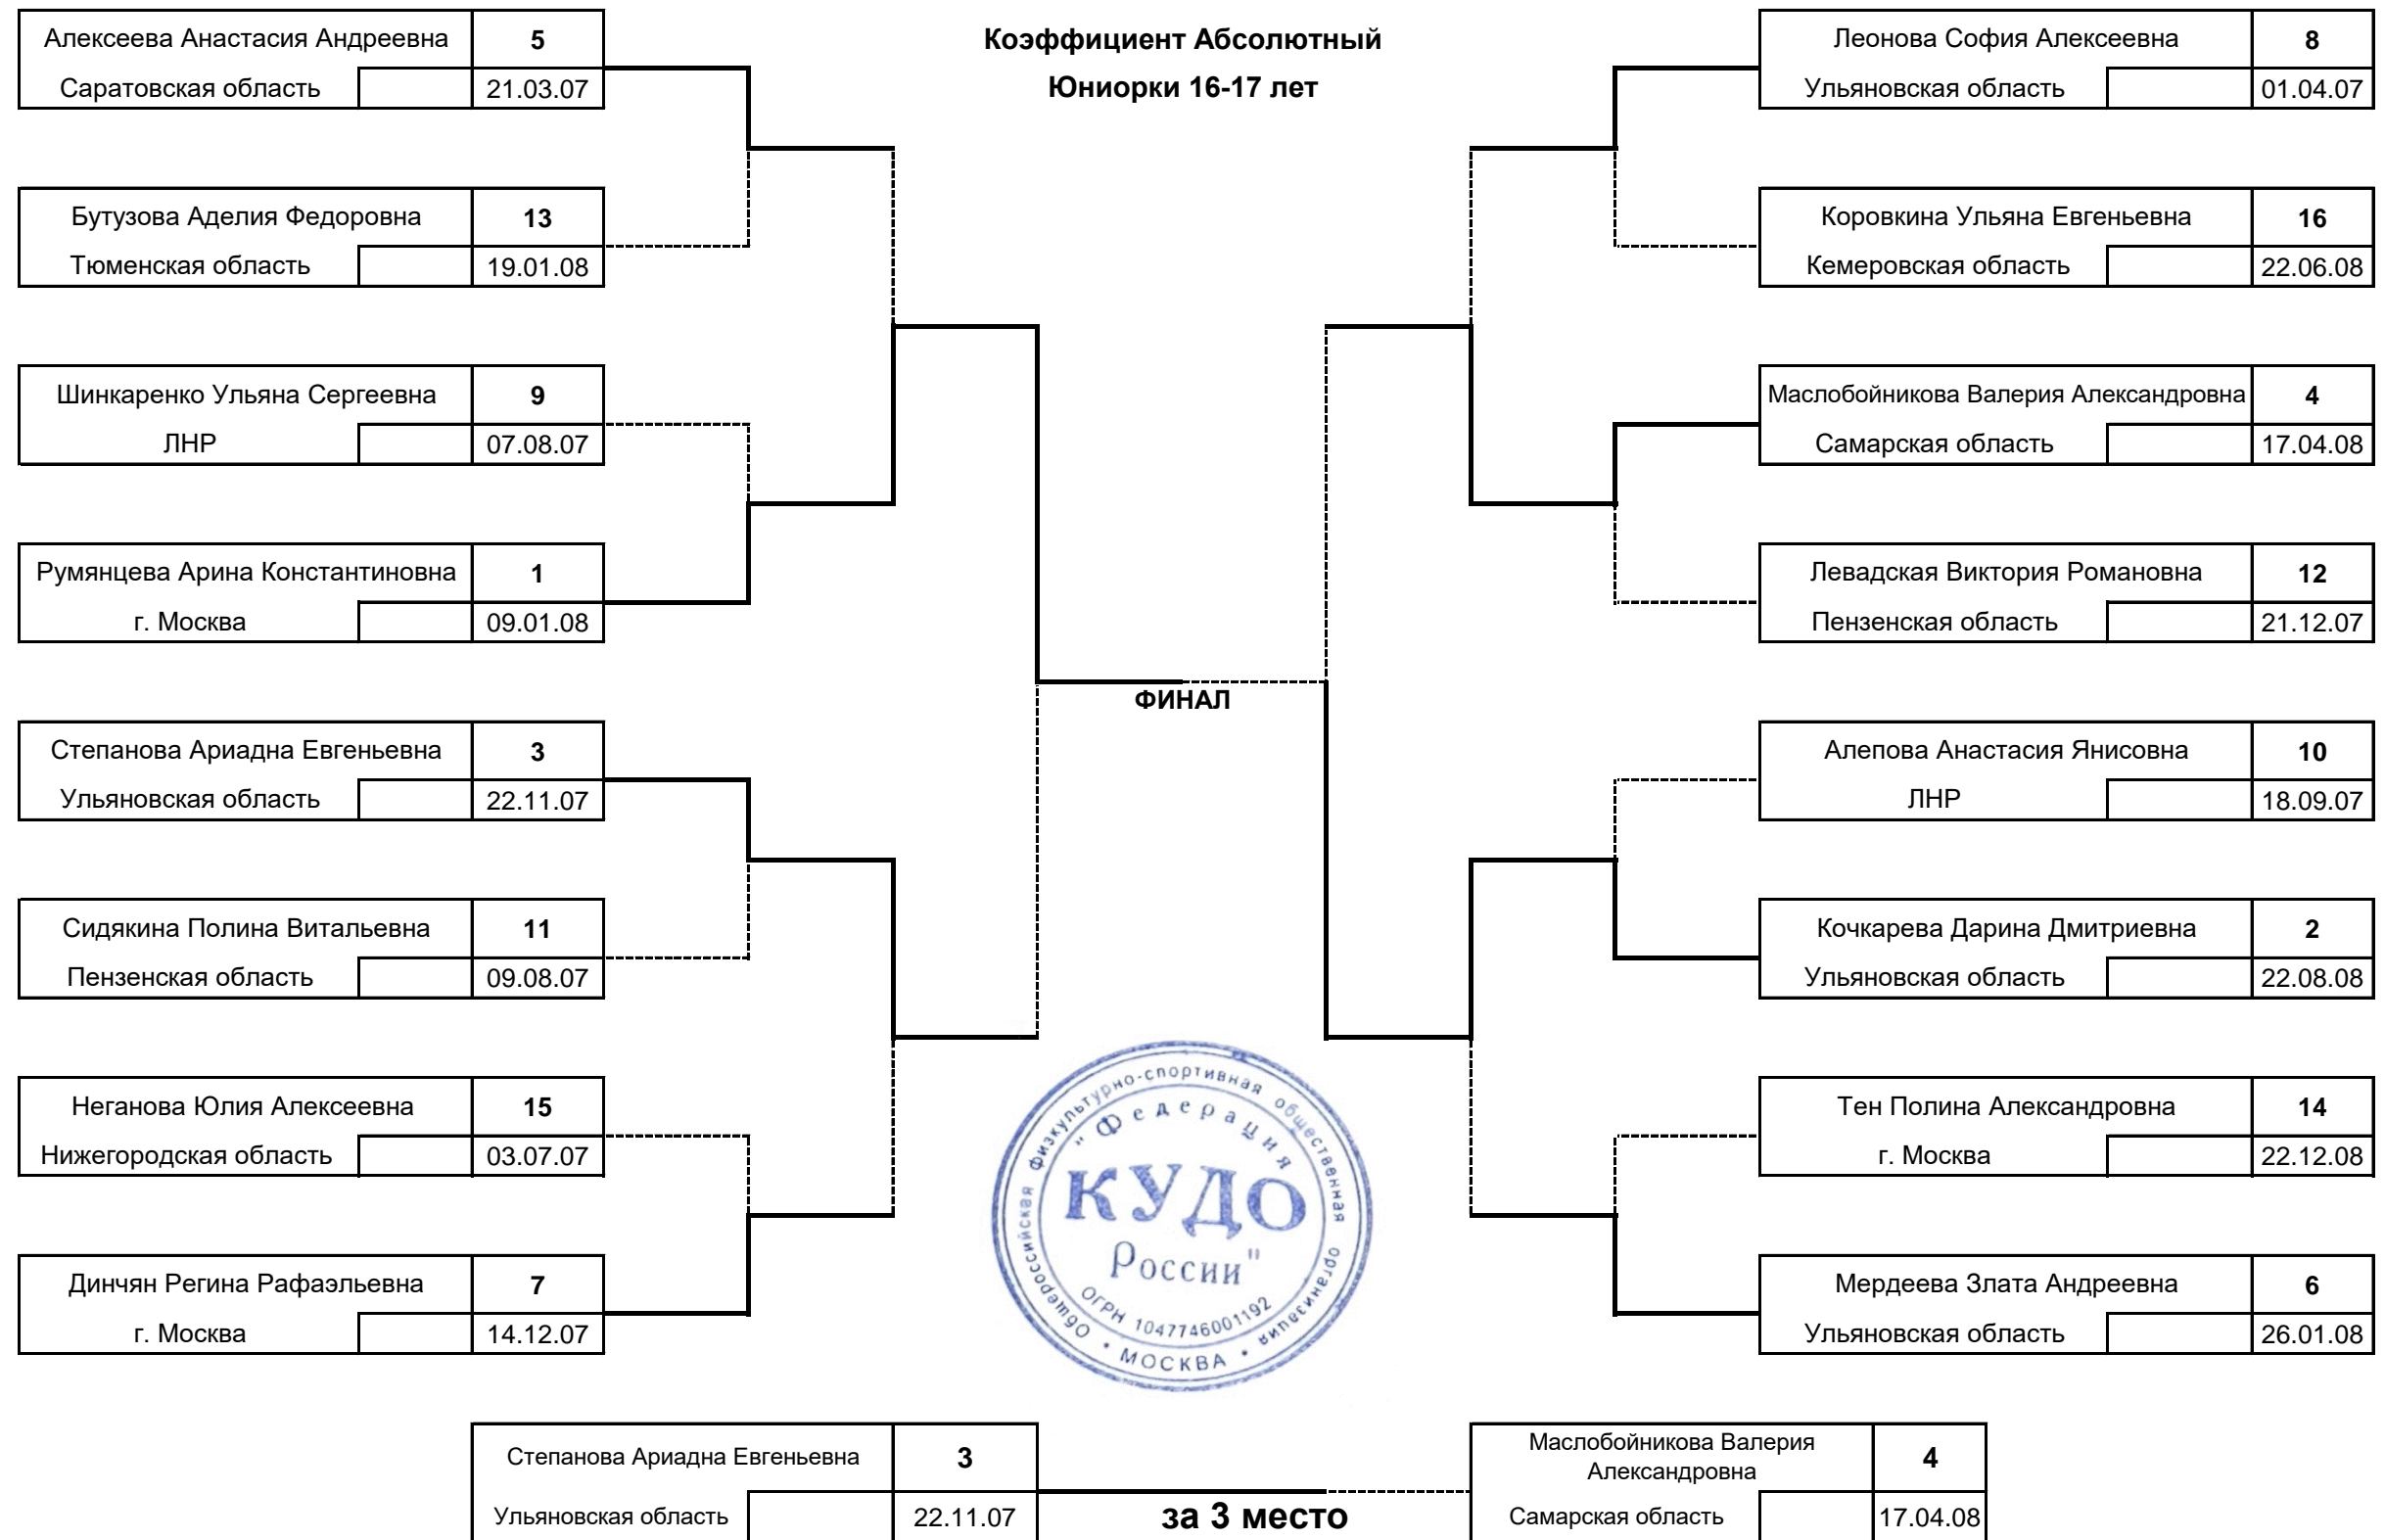 Коэффициент Абсолютный
Юниорки 16-17 лет
Алексеева Анастасия Андреевна 5
Саратовская область 21.03.07
Бутузова Аделия Федоровна 13
Тюменская область 19.01.08
Шинкаренко Ульяна Сергеевна 9
ЛНР 07.08.07
Румянцева Арина Константиновна 1
г. Москва 09.01.08
Степанова Ариадна Евгеньевна 3
Ульяновская область 22.11.07
Сидякина Полина Витальевна 11
Пензенская область 09.08.07
Неганова Юлия Алексеевна 15
Нижегородская область 03.07.07
Динчян Регина Рафаэльевна 7
г. Москва 14.12.07
ФИНАЛ
Леонова София Алексеевна 8
Ульяновская область 01.04.07
Коровкина Ульяна Евгеньевна 16
Кемеровская область 22.06.08
Маслобойникова Валерия Александровна 4
Самарская область 17.04.08
Левадская Виктория Романовна 12
Пензенская область 21.12.07
Алепова Анастасия Янисовна 10
ЛНР 18.09.07
Кочкарева Дарина Дмитриевна 2
Ульяновская область 22.08.08
Тен Полина Александровна 14
г. Москва 22.12.08
Мердеева Злата Андреевна 6
Ульяновская область 26.01.08
Общероссийская физкультурно-спортивная общественная организация
"Федерация
КУДО
России"
ОГРН 1047746001192
• МОСКВА •
Степанова Ариадна Евгеньевна 3
Ульяновская область 22.11.07
за 3 место
Маслобойникова Валерия
Александровна 4
Самарская область 17.04.08